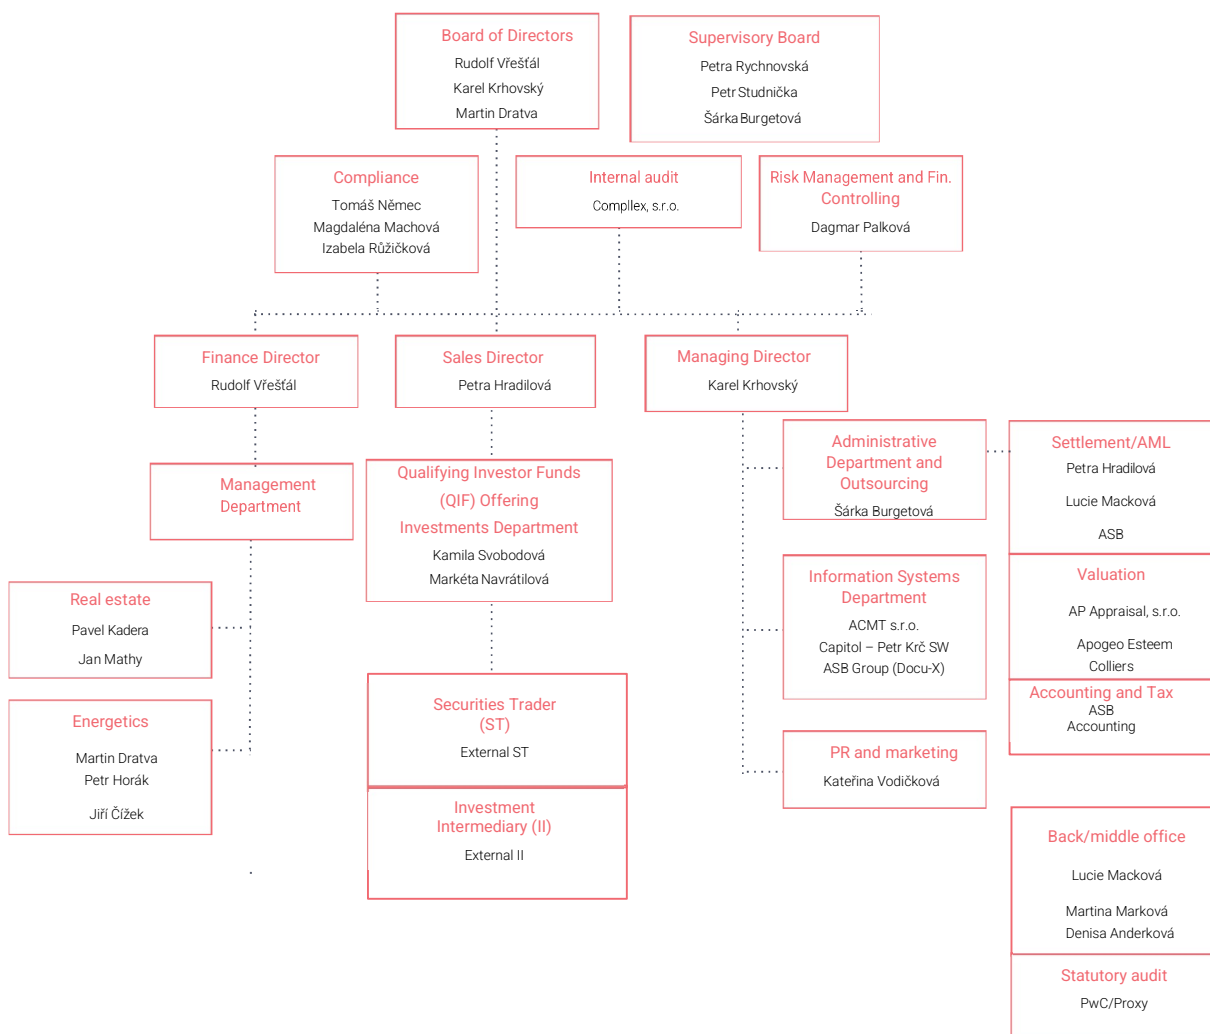 Board of Directors
Rudolf Vřešťál
Karel Krhovský
Martin Dratva
Supervisory Board
Petra Rychnovská
Petr Studnička
Šárka Burgetová
Compliance
Tomáš Němec
Magdaléna Machová
Izabela Růžičková
Internal audit
Compllex, s.r.o.
Risk Management and Fin.
Controlling
Dagmar Palková
Finance Director
Rudolf Vřešťál
Sales Director
Petra Hradilová
Managing Director
Karel Krhovský
Management
Department
Qualifying Investor Funds
(QIF) Offering
Investments Department
Kamila Svobodová
Markéta Navrátilová
Administrative
Department and
Outsourcing
Šárka Burgetová
Settlement/AML
Petra Hradilová
Lucie Macková
ASB
Real estate
Pavel Kadera
Jan Mathy
Information Systems
Department
ACMT s.r.o.
Capitol – Petr Krč SW
ASB Group (Docu-X)
Valuation
AP Appraisal, s.r.o.
Apogeo Esteem
Colliers
Accounting and Tax
ASB
Accounting
Energetics
Martin Dratva
Petr Horák
Jiří Čížek
Securities Trader
(ST)
External ST
Investment
Intermediary (II)
External II
PR and marketing
Kateřina Vodičková
Back/middle office
Lucie Macková
Martina Marková
Denisa Anderková
Statutory audit
PwC/Proxy